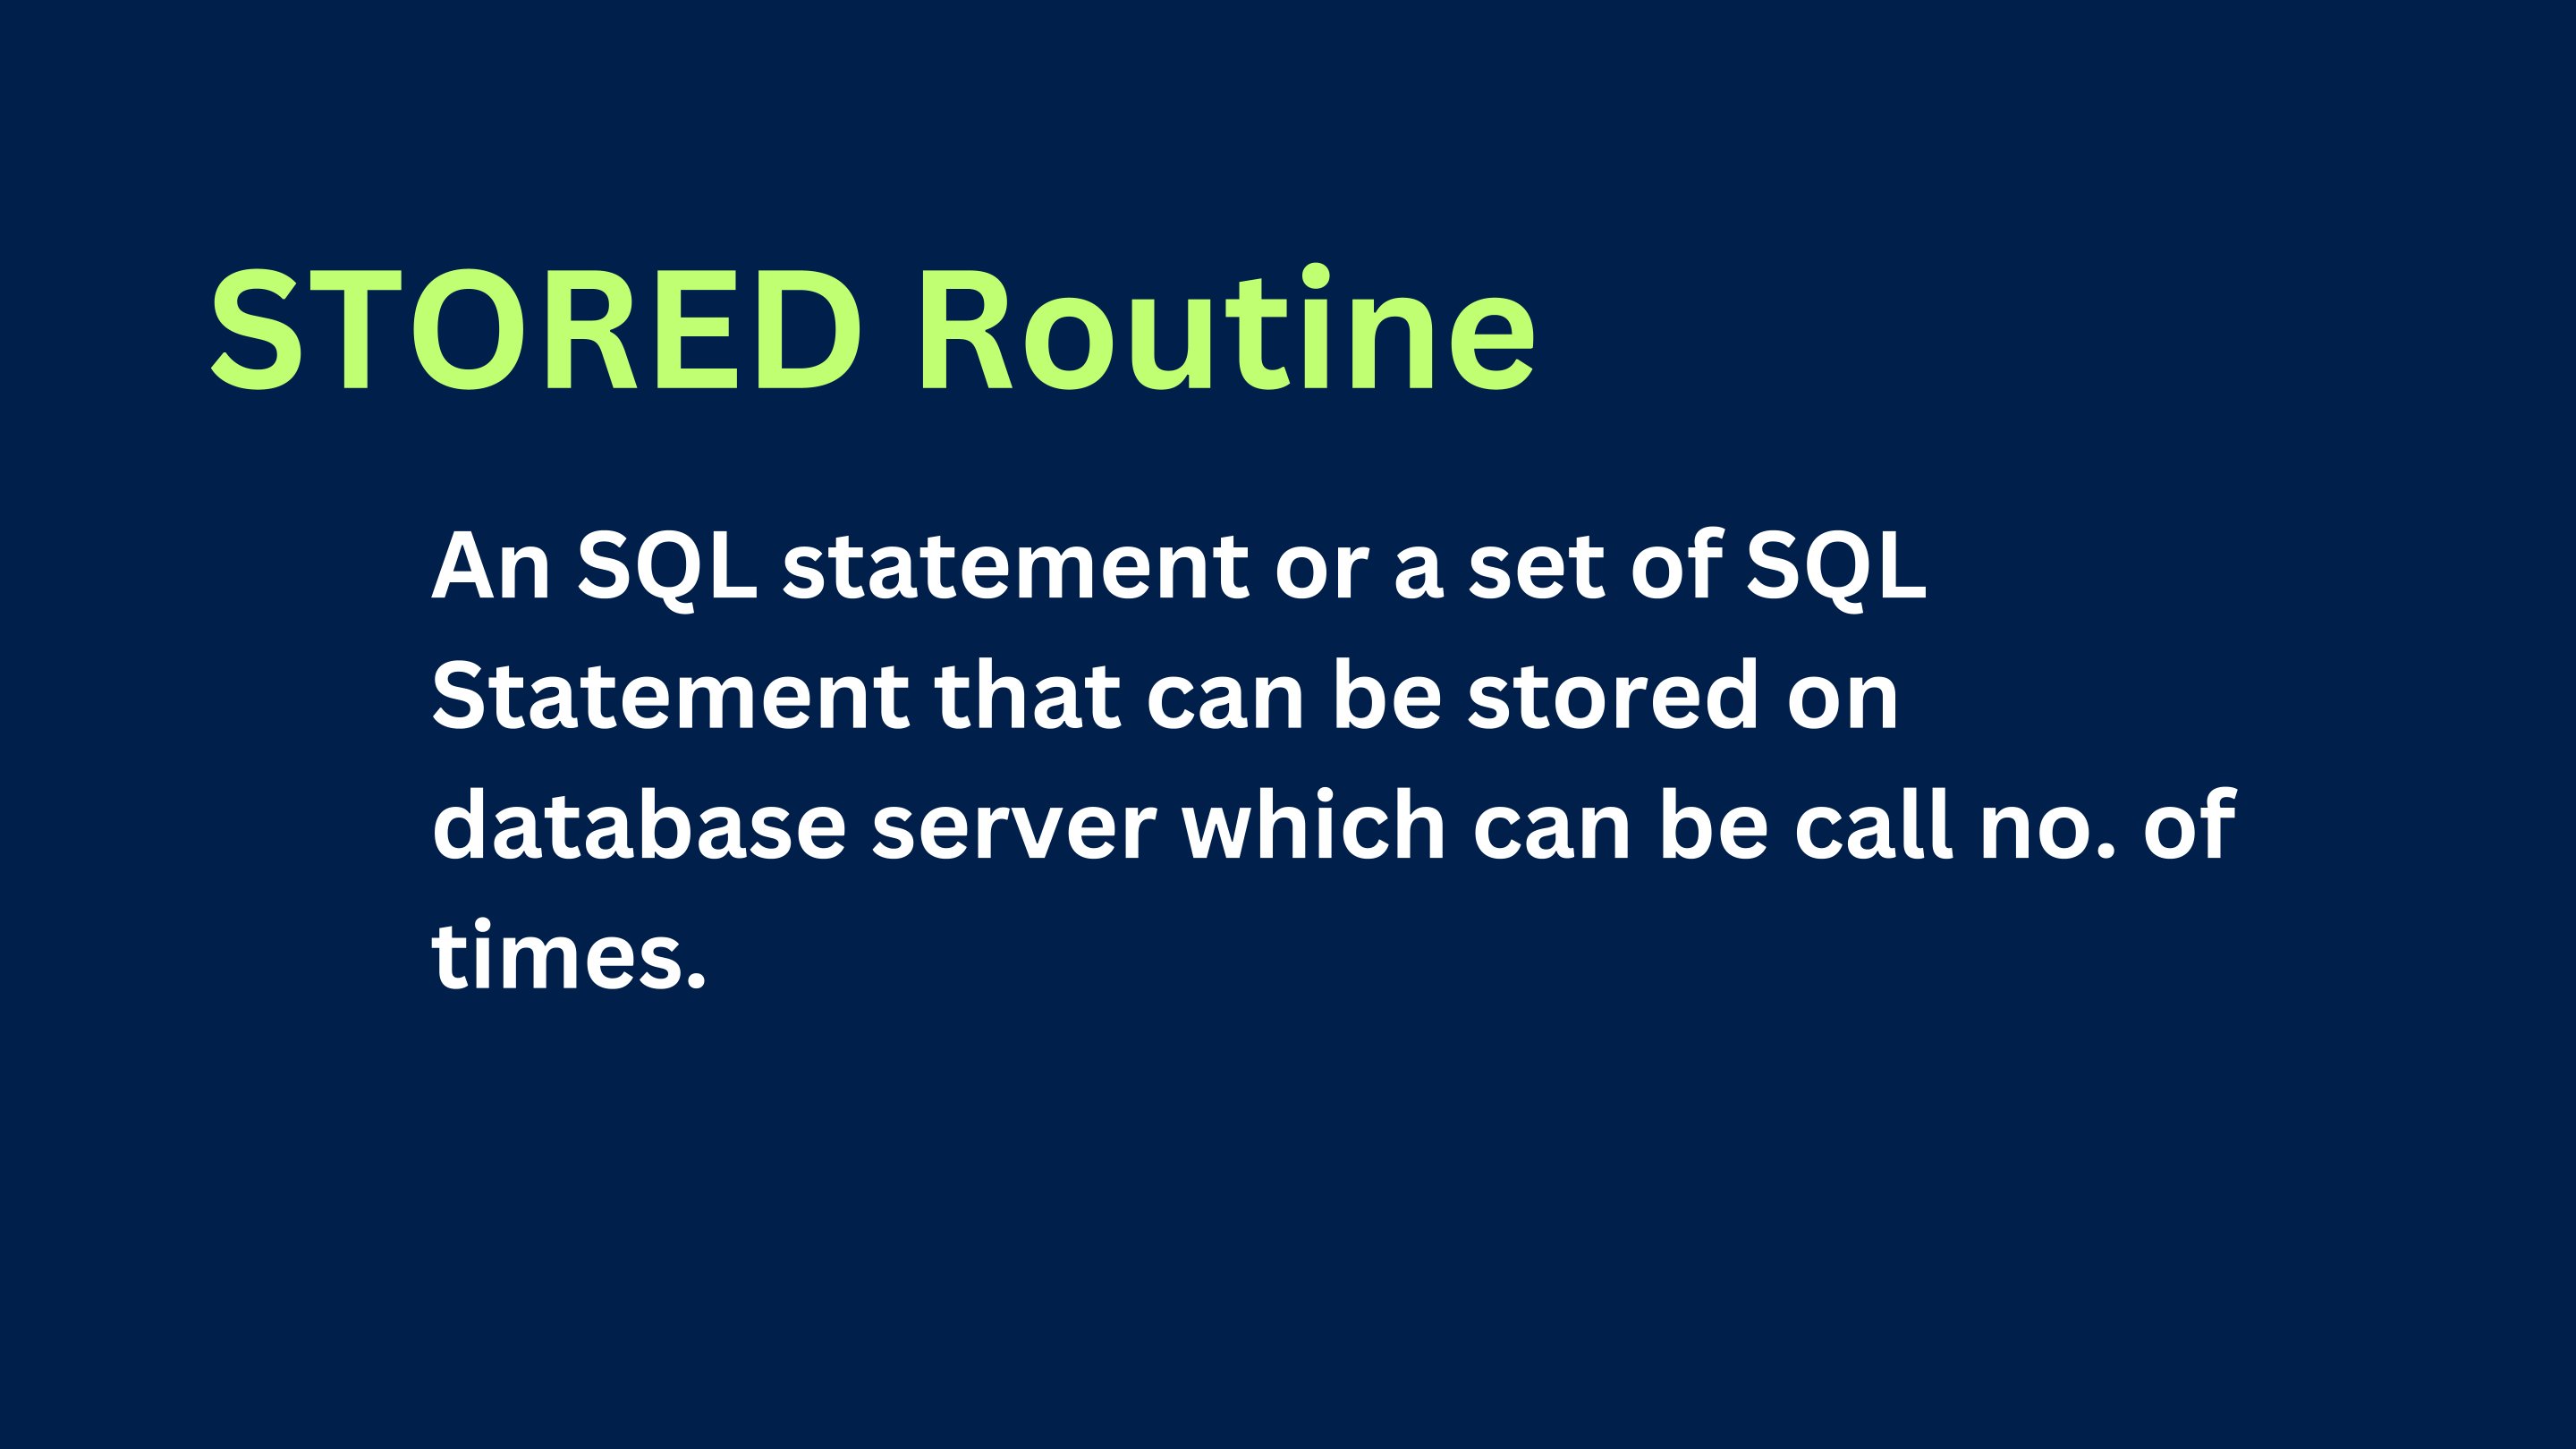 STORED Routine
An SQL statement or a set of SQL
Statement that can be stored on
database server which can be call no. of
times.